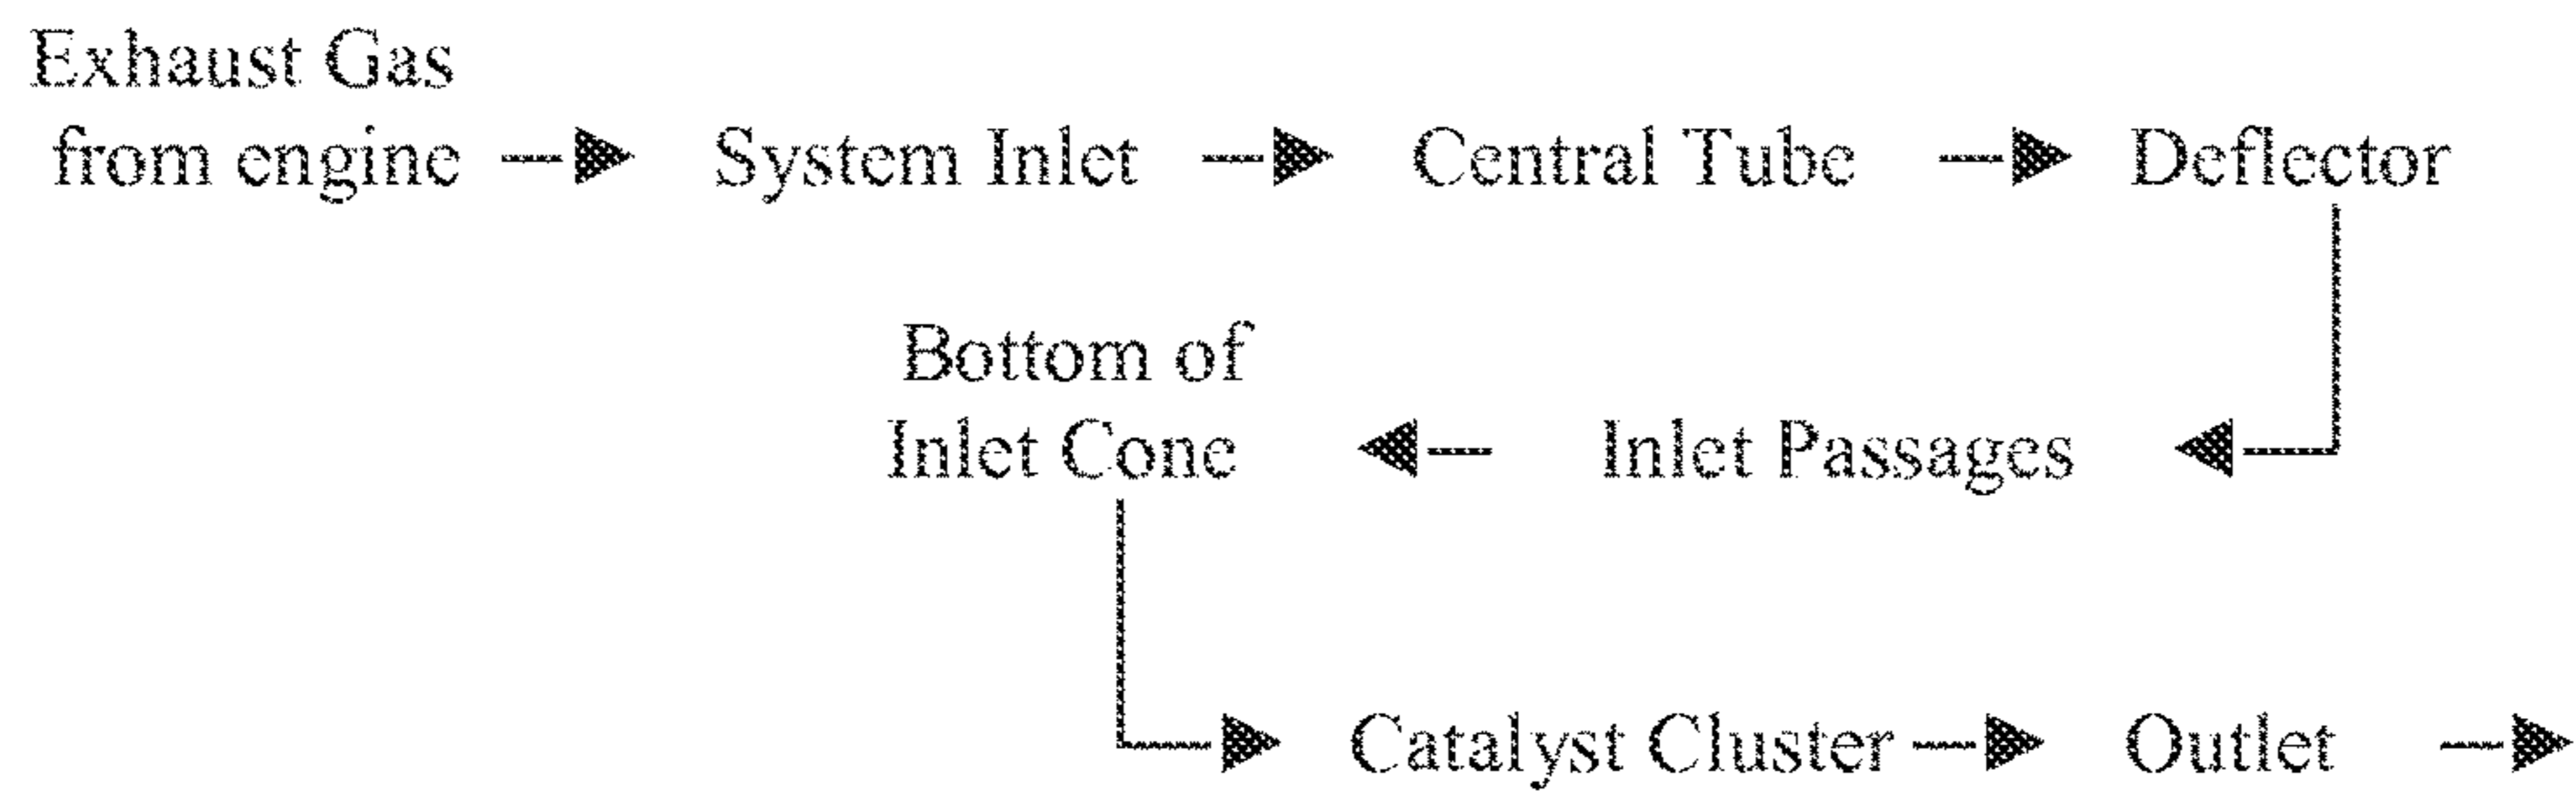 Exhaust Gas
from engine
System Inlet
Central Tube
Deflector
Bottom of
Inlet Cone
Inlet Passages
Catalyst Cluster
Outlet